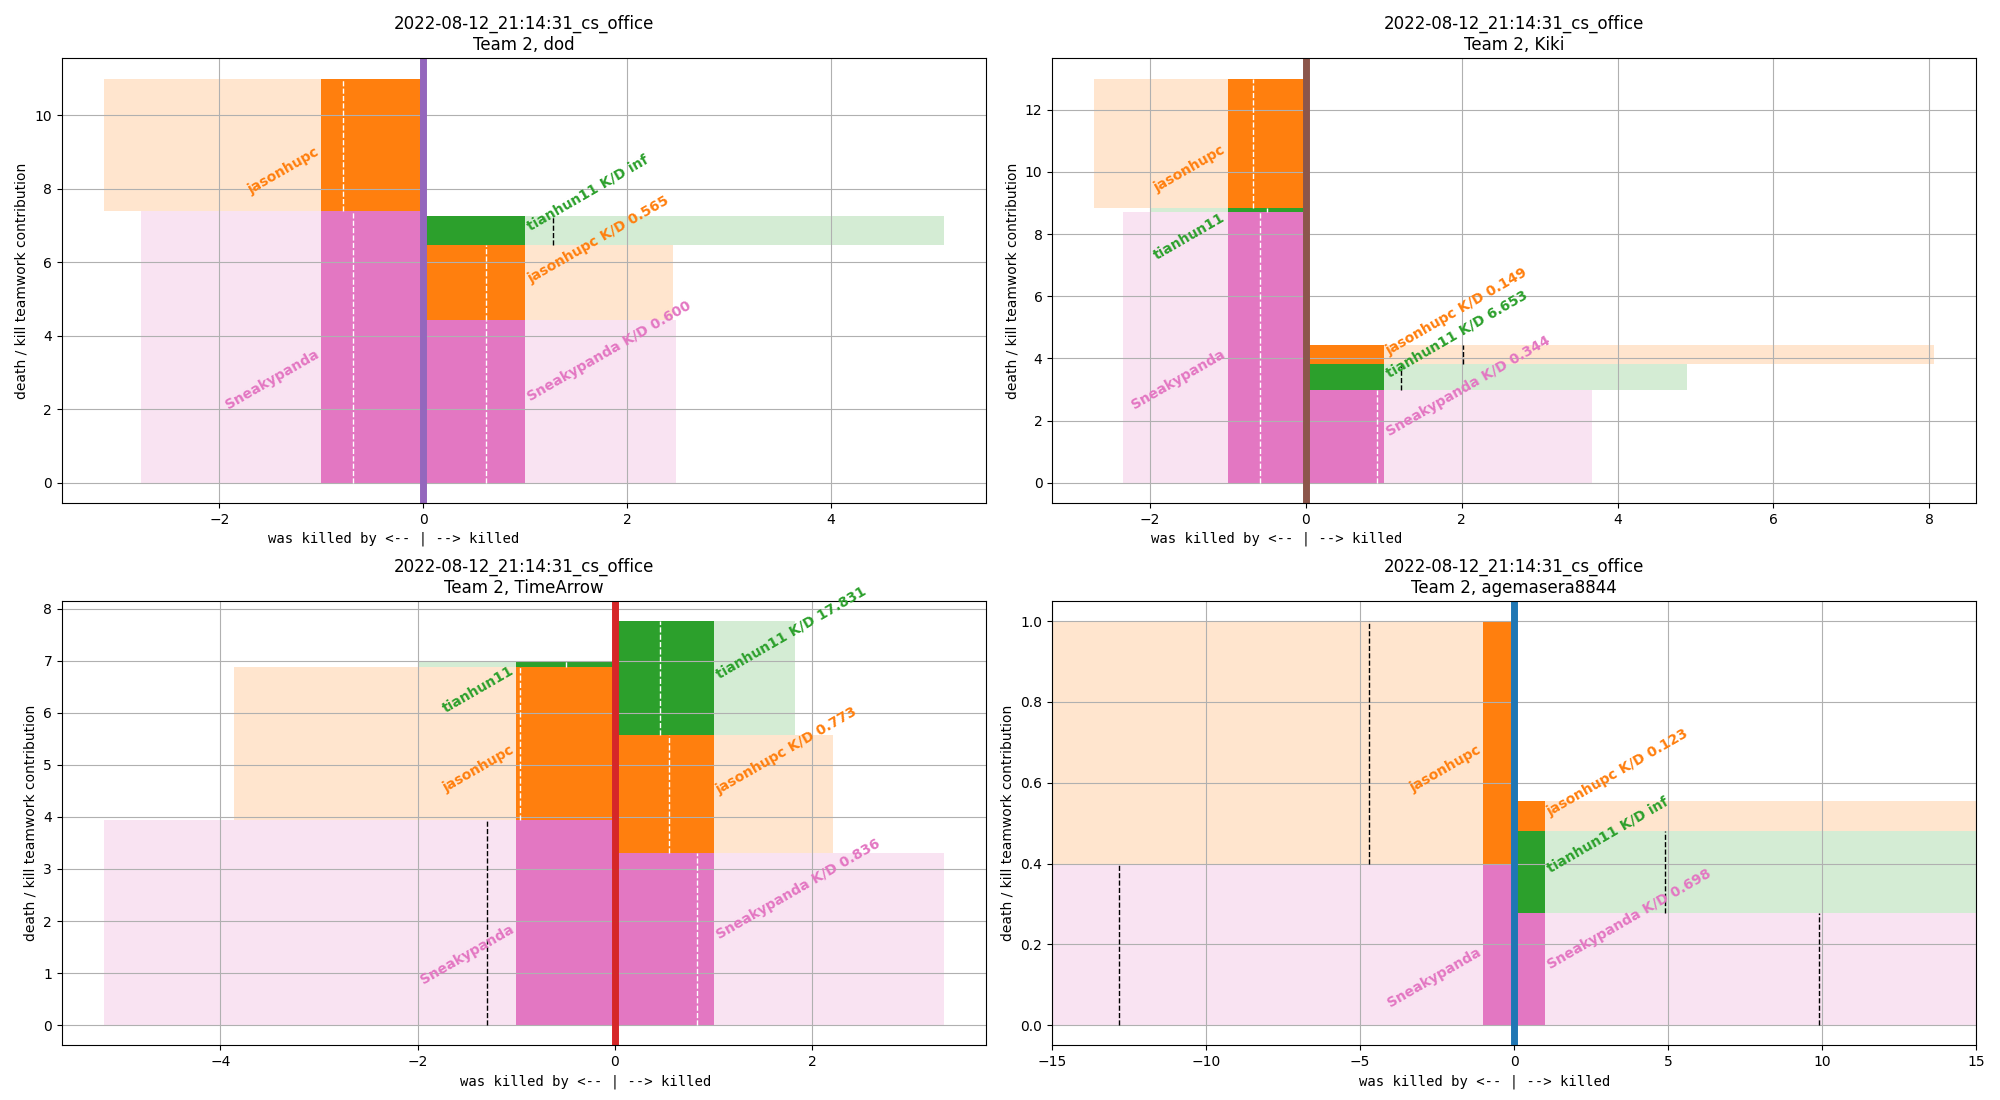 2022-08-12_21:14:31_cs_office
Team 2, dod
death / kill teamwork contribution
10
8
6
4
2
0
jasonhupc
Sneakypanda
tianhun11 K/D inf
jasonhupc K/D 0.565
Sneakypanda K/D 0.600
−2 0 2 4
was killed by <-- | --> killed
2022-08-12_21:14:31_cs_office
Team 2, Kiki
death / kill teamwork contribution
12
10
8
6
4
2
0
jasonhupc
tianhun11
Sneakypanda
jasonhupc K/D 0.149
tianhun11 K/D 6.653
Sneakypanda K/D 0.344
−2 0 2 4 6 8
was killed by <-- | --> killed
2022-08-12_21:14:31_cs_office
Team 2, TimeArrow
death / kill teamwork contribution
8
7
6
5
4
3
2
1
0
tianhun11
jasonhupc
Sneakypanda
tianhun11 K/D 17.831
jasonhupc K/D 0.773
Sneakypanda K/D 0.836
−4 −2 0 2
was killed by <-- | --> killed
2022-08-12_21:14:31_cs_office
Team 2, agemasera8844
death / kill teamwork contribution
1.0
0.8
0.6
0.4
0.2
0.0
jasonhupc
Sneakypanda
jasonhupc K/D 0.123
tianhun11 K/D inf
Sneakypanda K/D 0.698
−15 −10 −5 0 5 10 15
was killed by <-- | --> killed